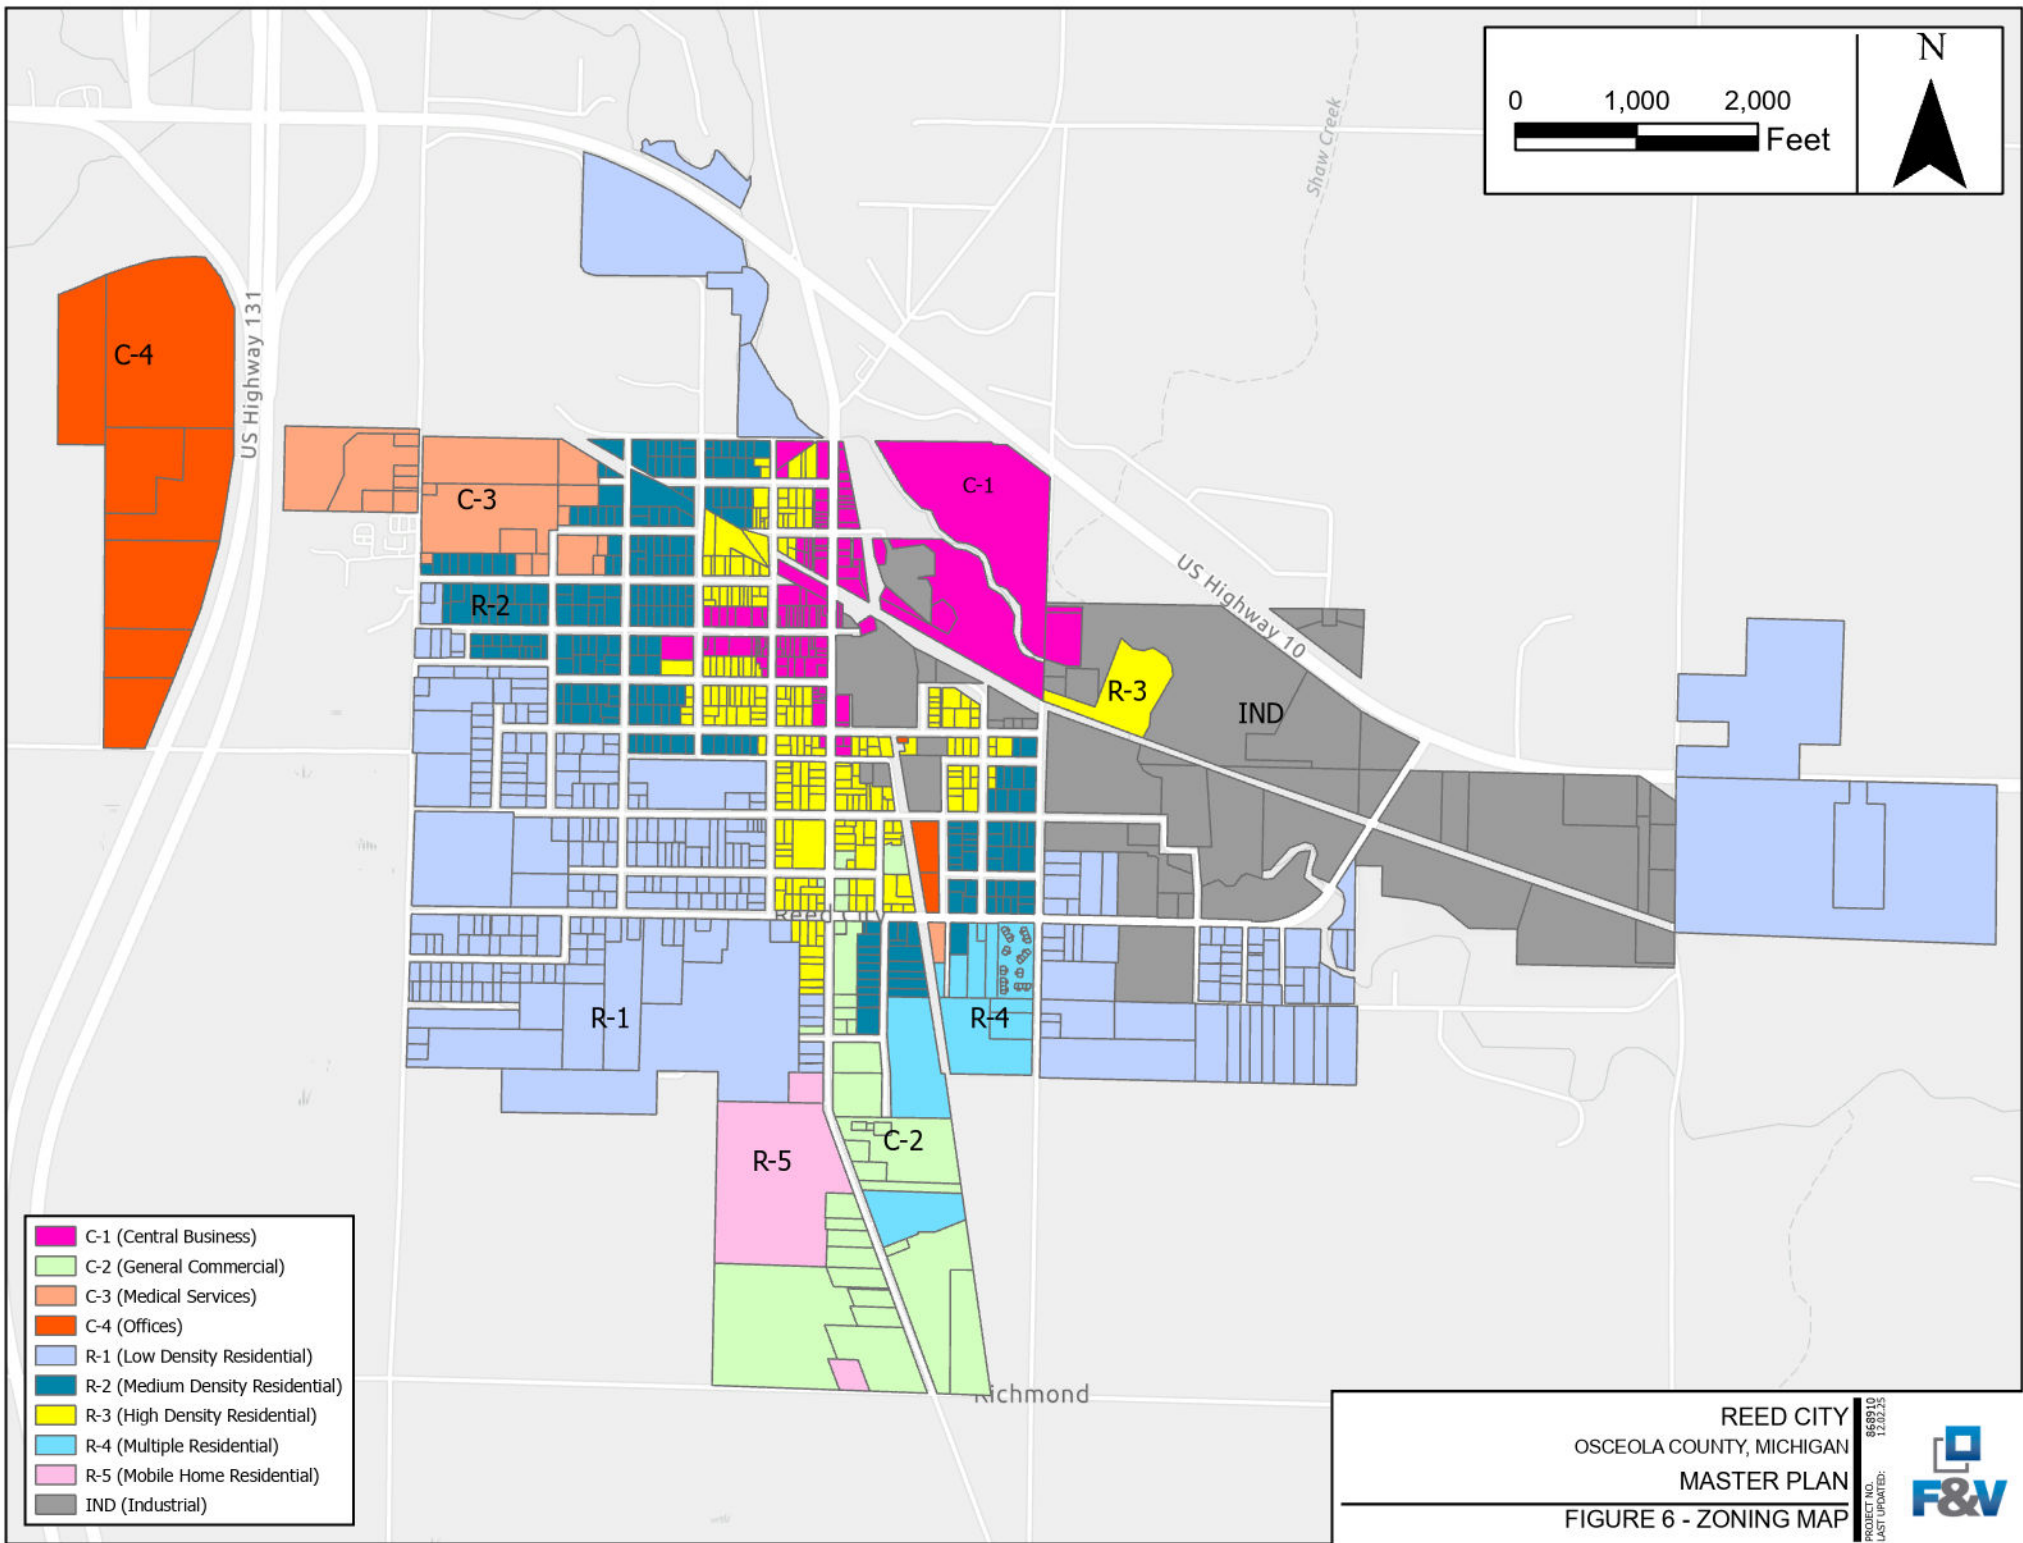 N
0 1,000 2,000
Feet
Shaw Creek
US Highway 131
C-4
C-3
C-1
US Highway 10
R-2
R-3
IND
Reed City
R-1
R-4
C-2
R-5
Richmond
C-1 (Central Business)
C-2 (General Commercial)
C-3 (Medical Services)
C-4 (Offices)
R-1 (Low Density Residential)
R-2 (Medium Density Residential)
R-3 (High Density Residential)
R-4 (Multiple Residential)
R-5 (Mobile Home Residential)
IND (Industrial)
REED CITY
OSCEOLA COUNTY, MICHIGAN
MASTER PLAN
FIGURE 6 - ZONING MAP
PROJECT NO. 868910
LAST UPDATED: 12.02.25
F&V